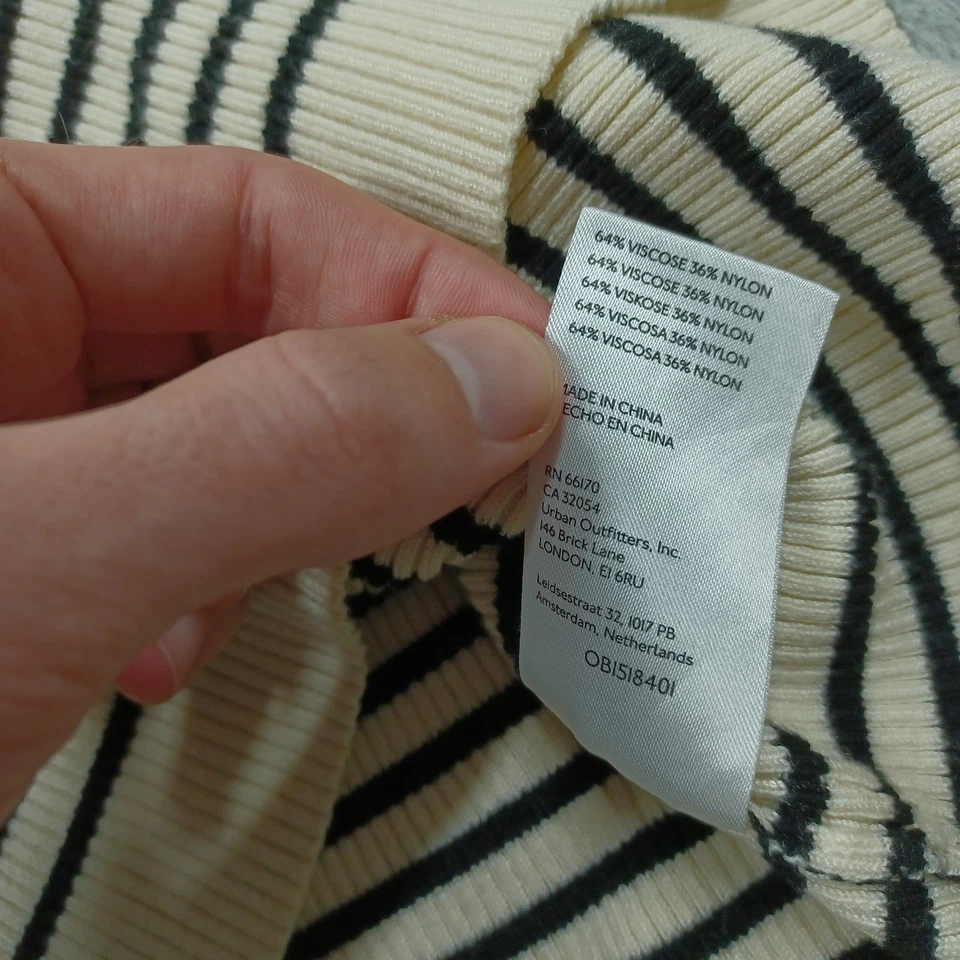 64% VISCOSE 36% NYLON
64% VISCOSE 36% NYLON
64% VISKOSE 36% NYLON
64% VISCOSA 36% NYLON
64% VISCOSA 36% NYLON
MADE IN CHINA
ECHO EN CHINA
RN 66170
CA 32054
Urban Outfitters, Inc.
146 Brick Lane
LONDON, E1 6RU
Leidsestraat 32, 1017 PB
Amsterdam, Netherlands
OB1518401